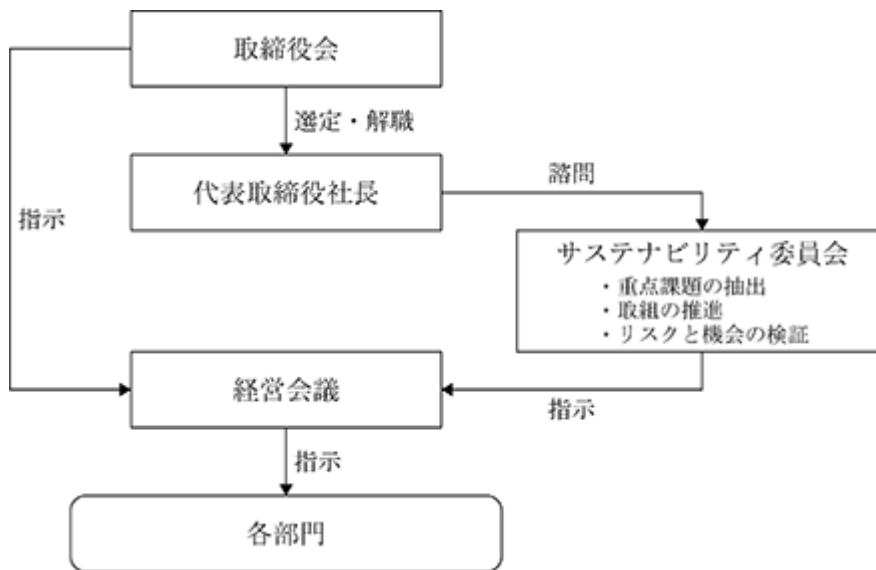 取締役会
選定・解職
代表取締役社長
諮問
指示
サステナビリティ委員会
・重点課題の抽出
・取組の推進
・リスクと機会の検証
経営会議
指示
指示
各部門